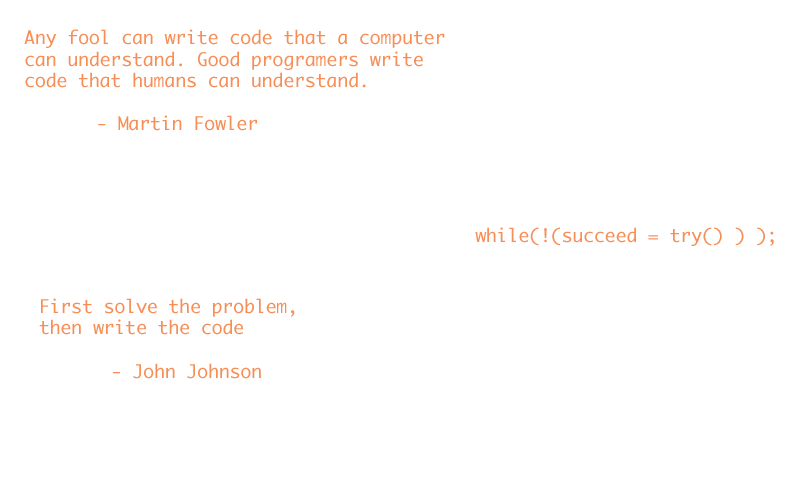 Any fool can write code that a computer
can understand. Good programers write
code that humans can understand.
- Martin Fowler
while(!(succeed = try() ) );
First solve the problem,
then write the code
- John Johnson